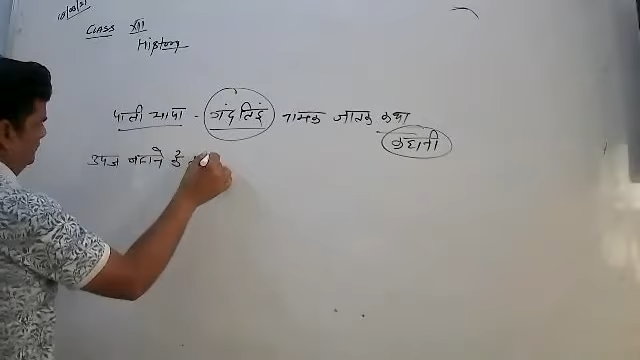 Class XII
History
पाली भाषा - गंदतिंदु नामक जातक कथा
कहानी
उपज बढ़ाने के